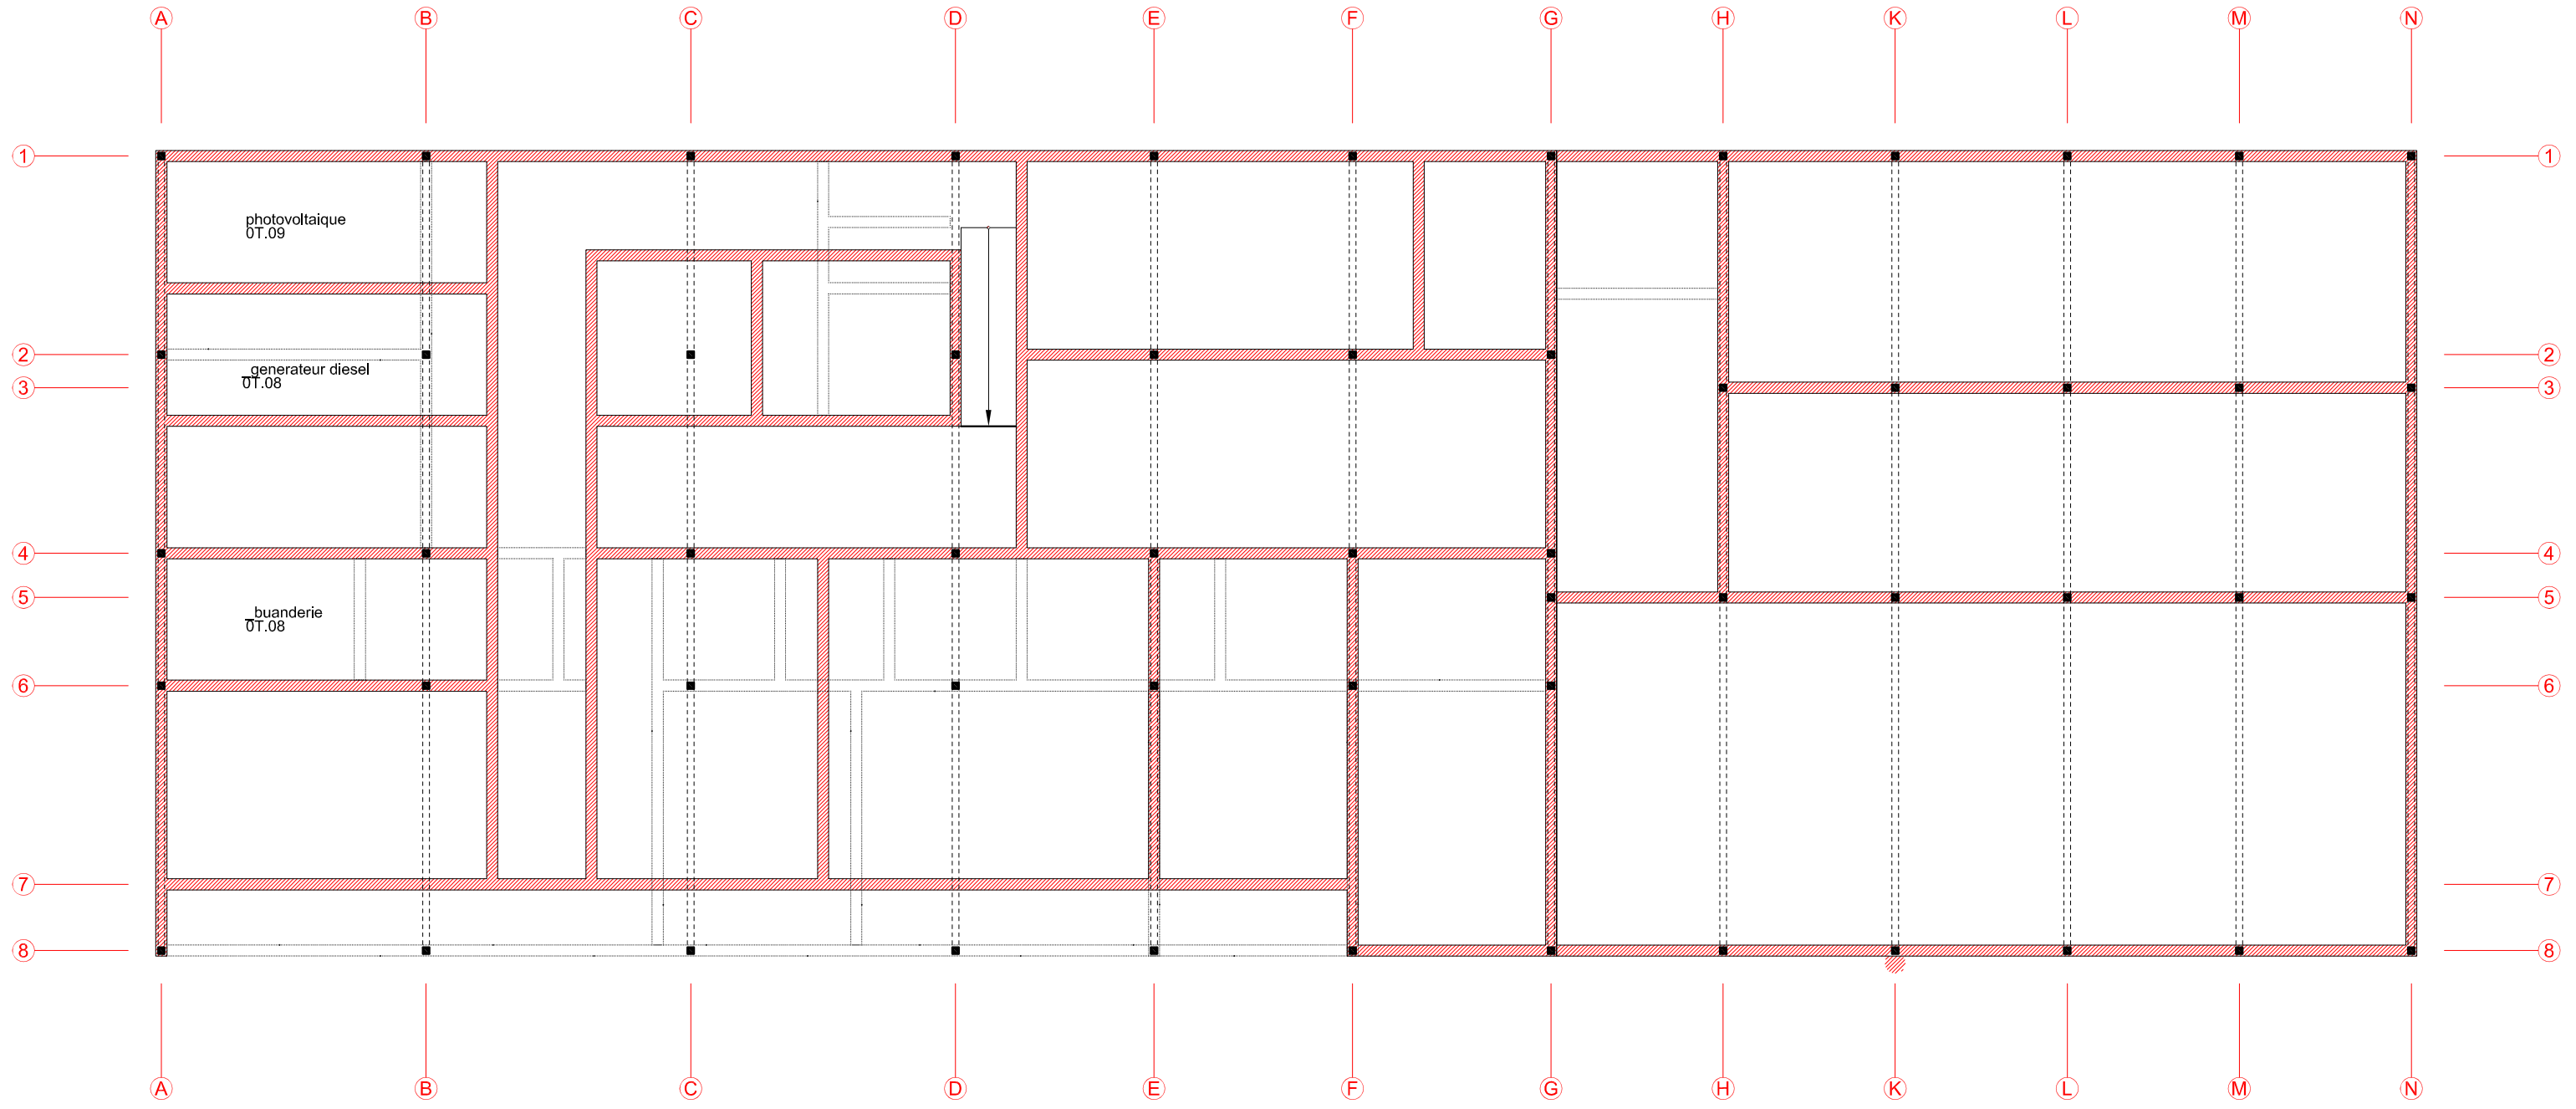 A B C D E F G H K L M N
1 1
photovoltaique
0T.09
2 2
generateur diesel
0T.08
3 3
4 4
5 5
buanderie
0T.08
6 6
7 7
8 8
A B C D E F G H K L M N